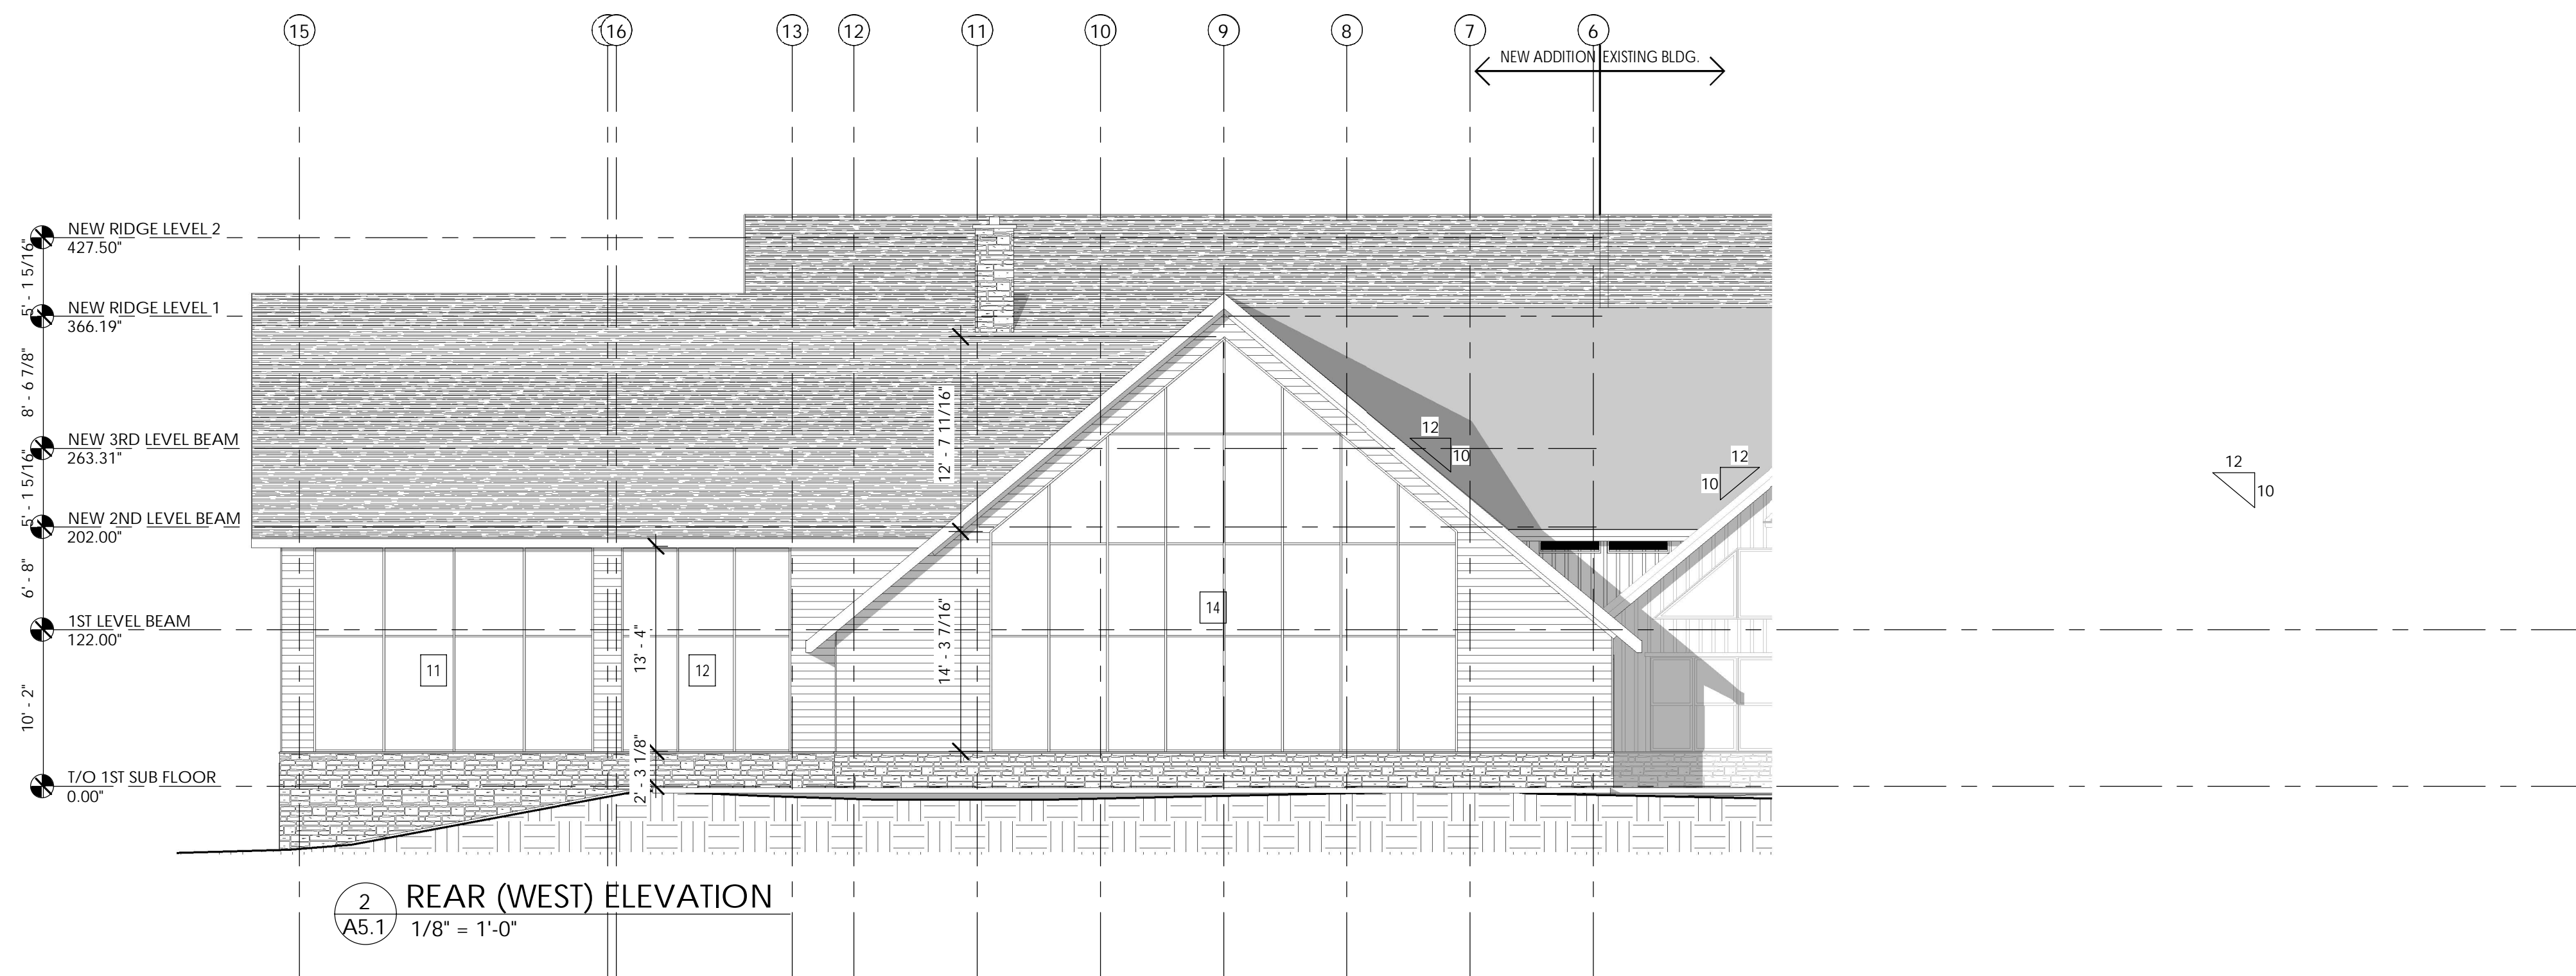 15
16
13
12
11
10
9
8
7
6
NEW ADDITION EXISTING BLDG.
NEW RIDGE LEVEL 2
427.50"
5' - 1 5/16"
NEW RIDGE LEVEL 1
366.19"
8' - 6 7/8"
NEW 3RD LEVEL BEAM
263.31"
5' - 1 5/16"
NEW 2ND LEVEL BEAM
202.00"
6' - 8"
1ST LEVEL BEAM
122.00"
10' - 2"
T/O 1ST SUB FLOOR
0.00"
12' - 7 11/16"
14' - 3 7/16"
13' - 4"
2' - 3 1/8"
11
12
14
12
10
12
10
12
10
2
A5.1
REAR (WEST) ELEVATION
1/8" = 1'-0"